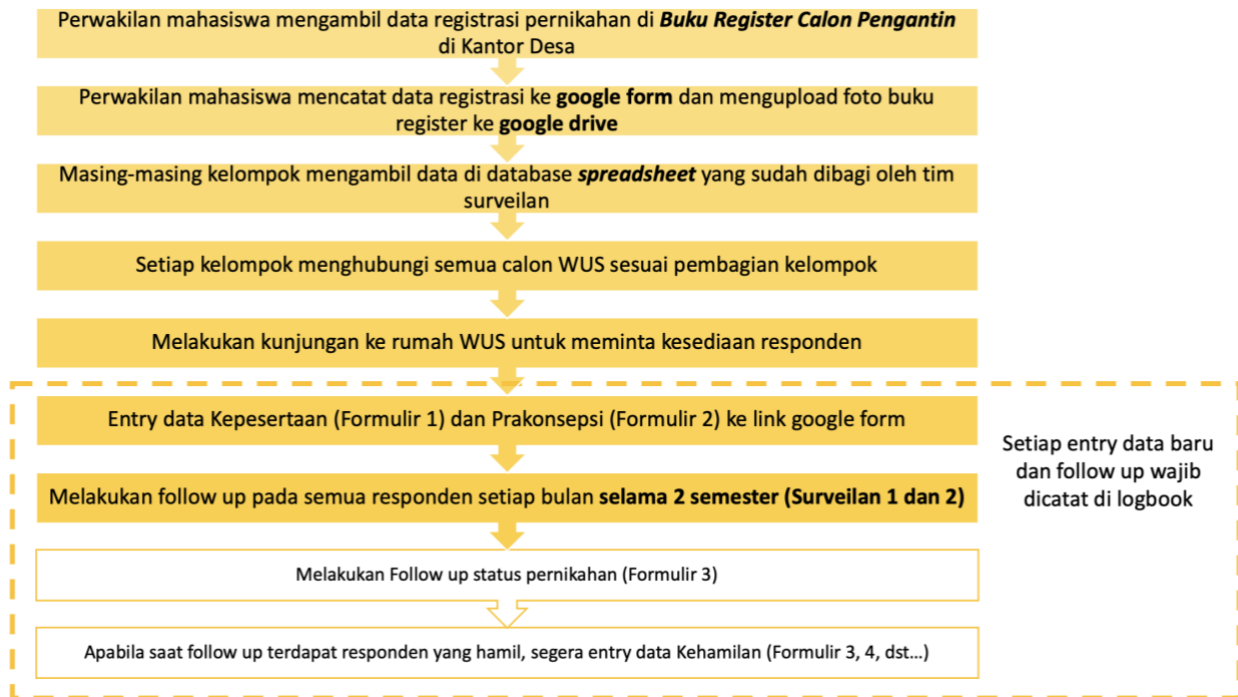 Perwakilan mahasiswa mengambil data registrasi pernikahan di Buku Register Calon Pengantin
di Kantor Desa
Perwakilan mahasiswa mencatat data registrasi ke google form dan mengupload foto buku
register ke google drive
Masing-masing kelompok mengambil data di database spreadsheet yang sudah dibagi oleh tim
surveilan
Setiap kelompok menghubungi semua calon WUS sesuai pembagian kelompok
Melakukan kunjungan ke rumah WUS untuk meminta kesediaan responden
Entry data Kepesertaan (Formulir 1) dan Prakonsepsi (Formulir 2) ke link google form
Melakukan follow up pada semua responden setiap bulan selama 2 semester (Surveilan 1 dan 2)
Melakukan Follow up status pernikahan (Formulir 3)
Apabila saat follow up terdapat responden yang hamil, segera entry data Kehamilan (Formulir 3, 4, dst...)
Setiap entry data baru
dan follow up wajib
dicatat di logbook